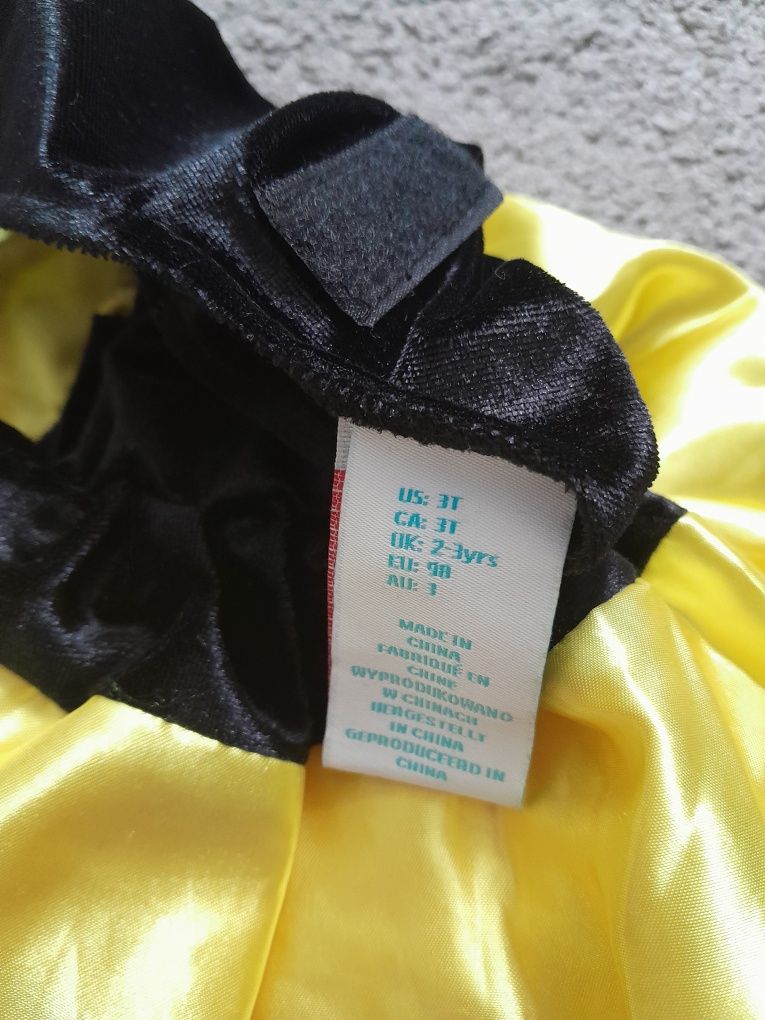 US: 3T
CA: 3T
UK: 2-3yrs
EU: 98
AU: 3
MADE IN
CHINA
FABRIQUÉ EN
CHINE
WYPRODUKOWANO
W CHINACH
HERGESTELLT
IN CHINA
GEPRODUCEERD IN
CHINA